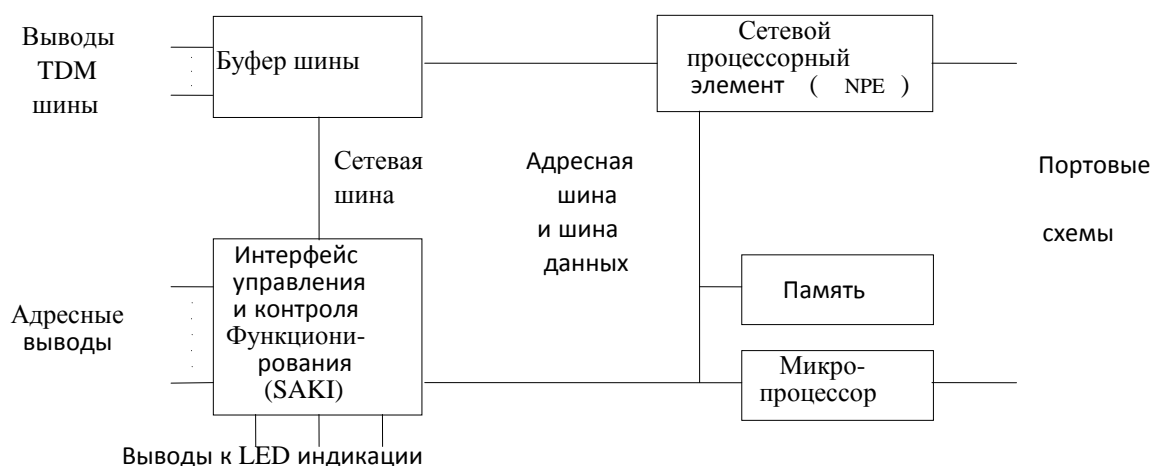 Выводы
TDM
шины
Буфер шины
Сетевой
процессорный
элемент ( NPE )
Сетевая
шина
Адресная
шина
и шина
данных
Портовые
схемы
Интерфейс
управления
и контроля
Функциони-
рования
(SAKI)
Адресные
выводы
Память
Микро-
процессор
Выводы к LED индикации